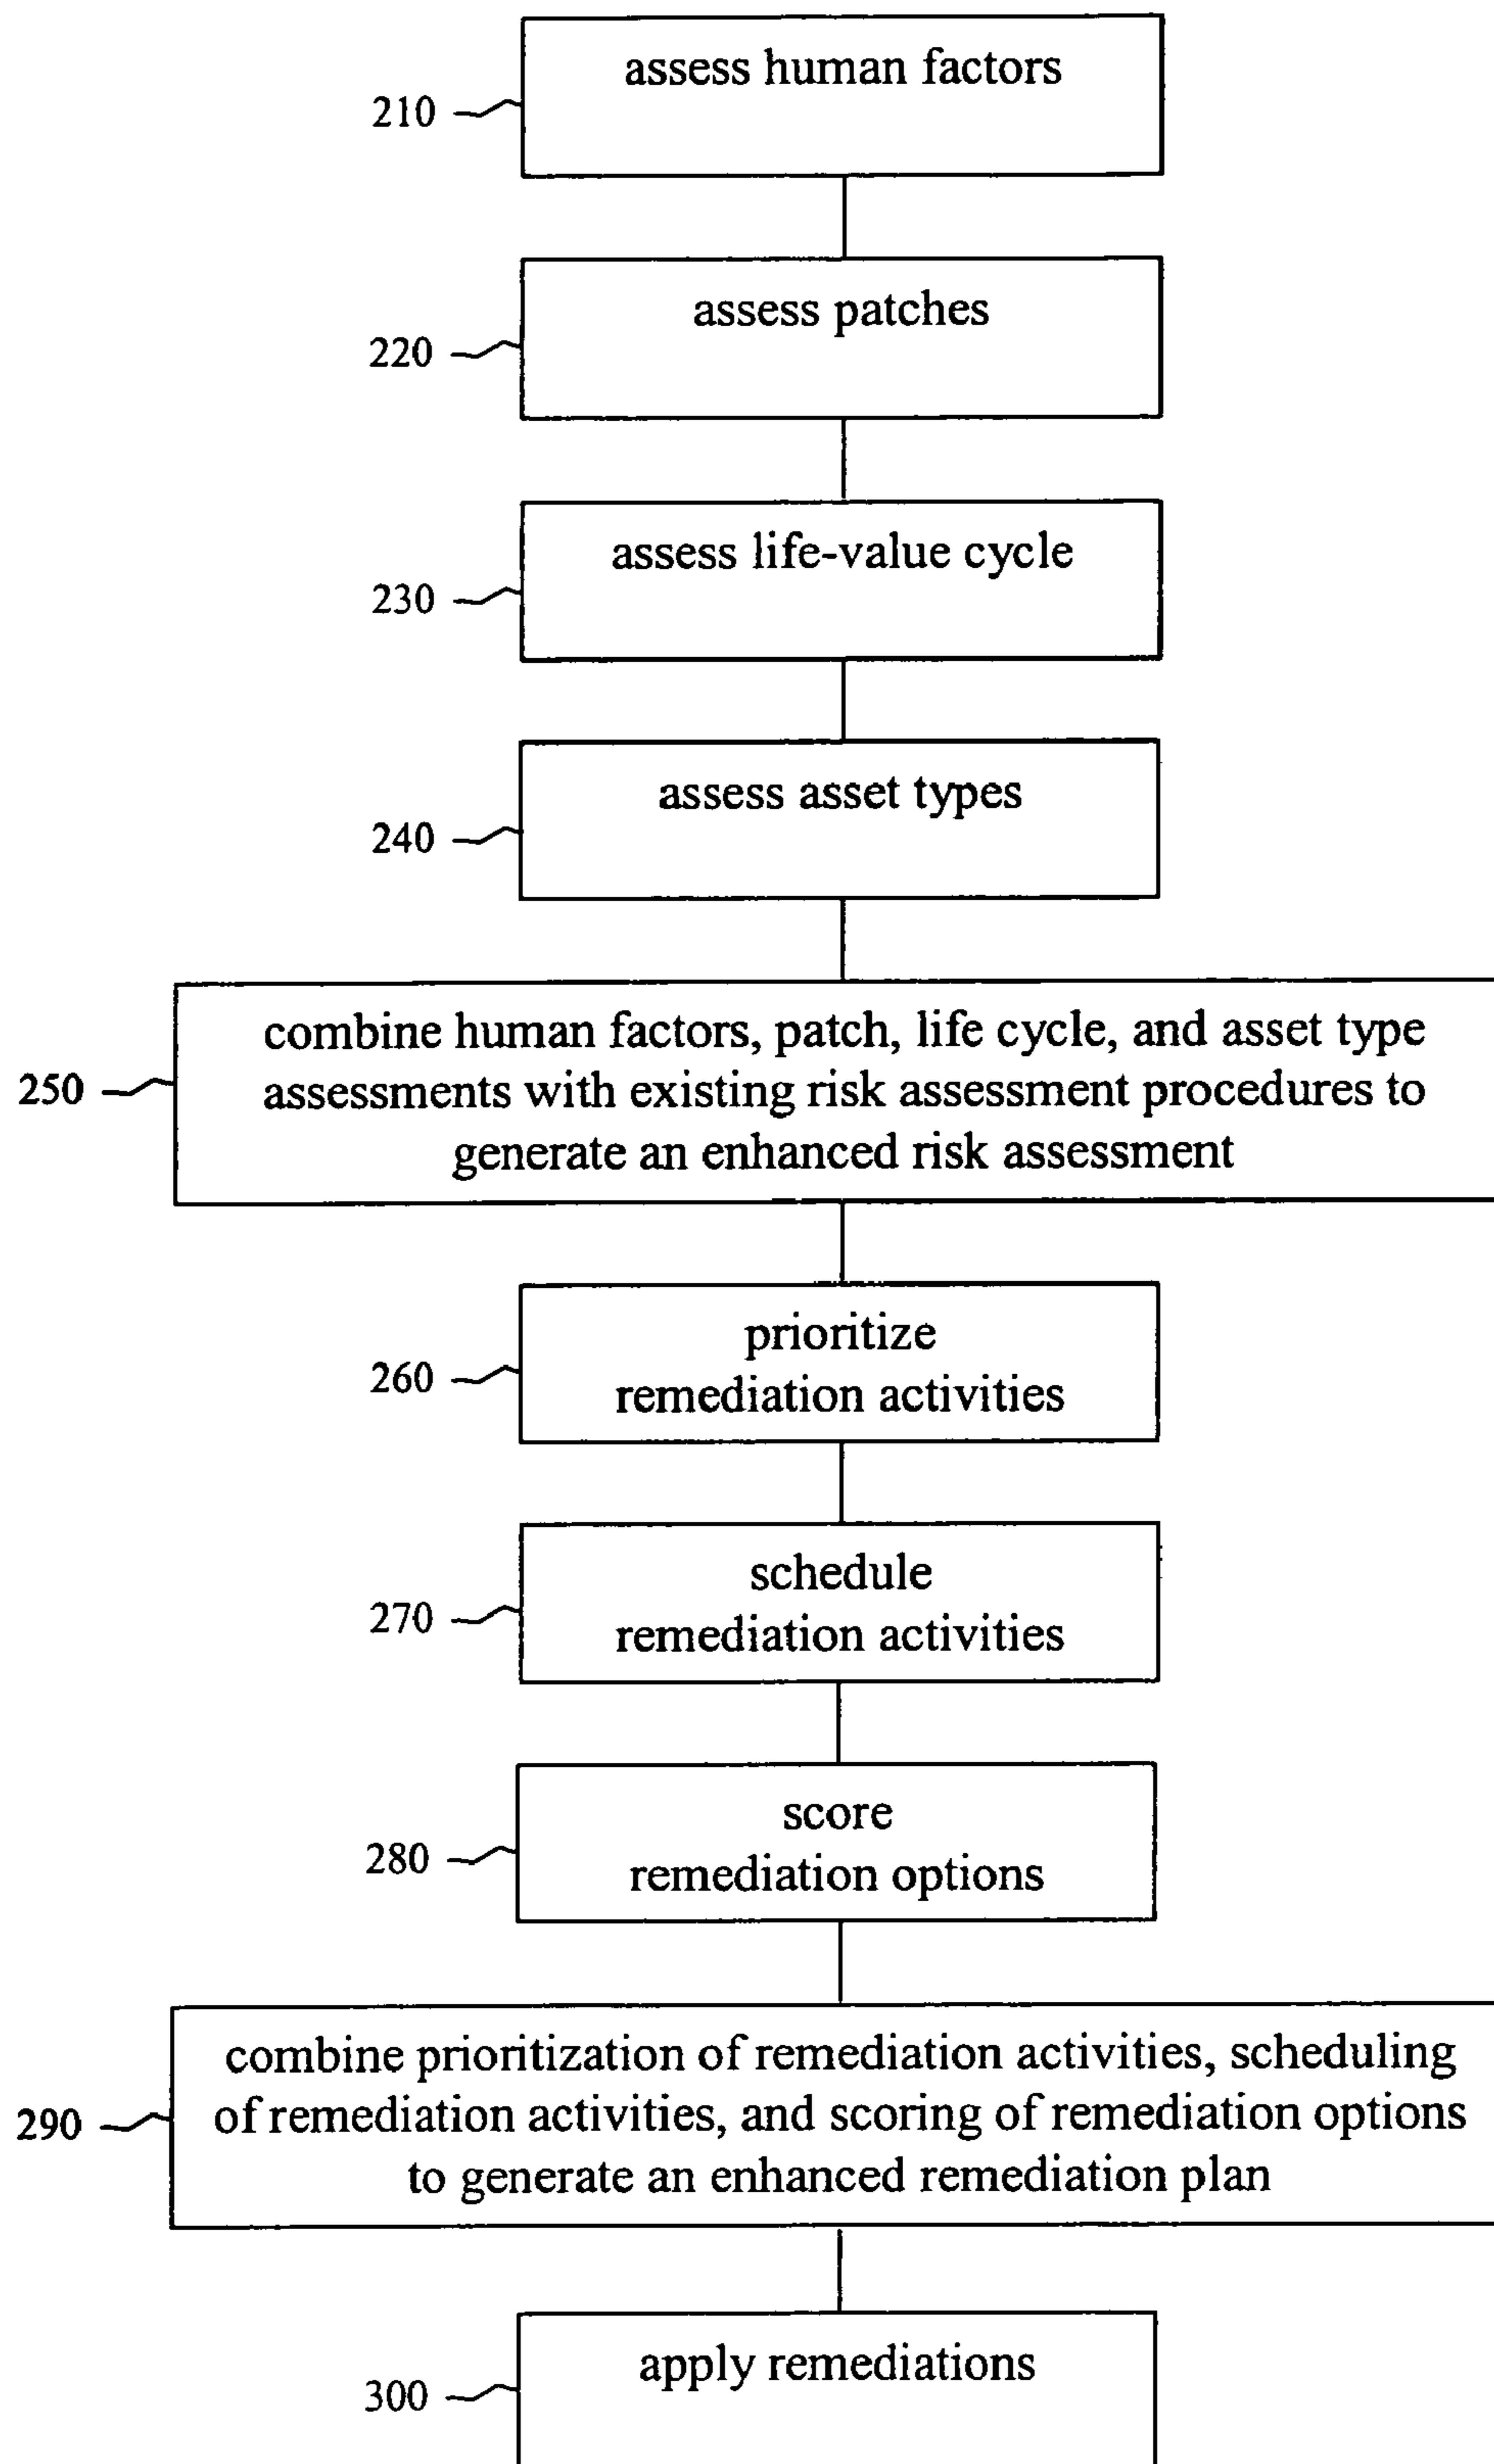 assess human factors
210
assess patches
220
assess life-value cycle
230
assess asset types
240
combine human factors, patch, life cycle, and asset type
assessments with existing risk assessment procedures to
generate an enhanced risk assessment
250
prioritize
remediation activities
260
schedule
remediation activities
270
score
remediation options
280
combine prioritization of remediation activities, scheduling
of remediation activities, and scoring of remediation options
to generate an enhanced remediation plan
290
apply remediations
300